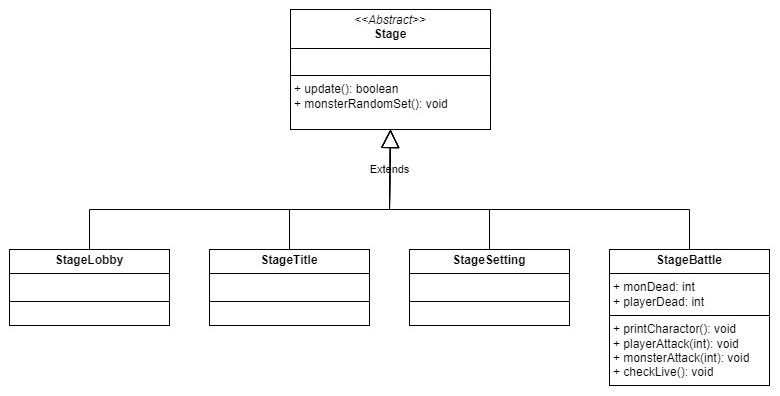 <<Abstract>>
Stage
+ update(): boolean
+ monsterRandomSet(): void
Extends
StageLobby
StageTitle
StageSetting
StageBattle
+ monDead: int
+ playerDead: int
+ printCharactor(): void
+ playerAttack(int): void
+ monsterAttack(int): void
+ checkLive(): void